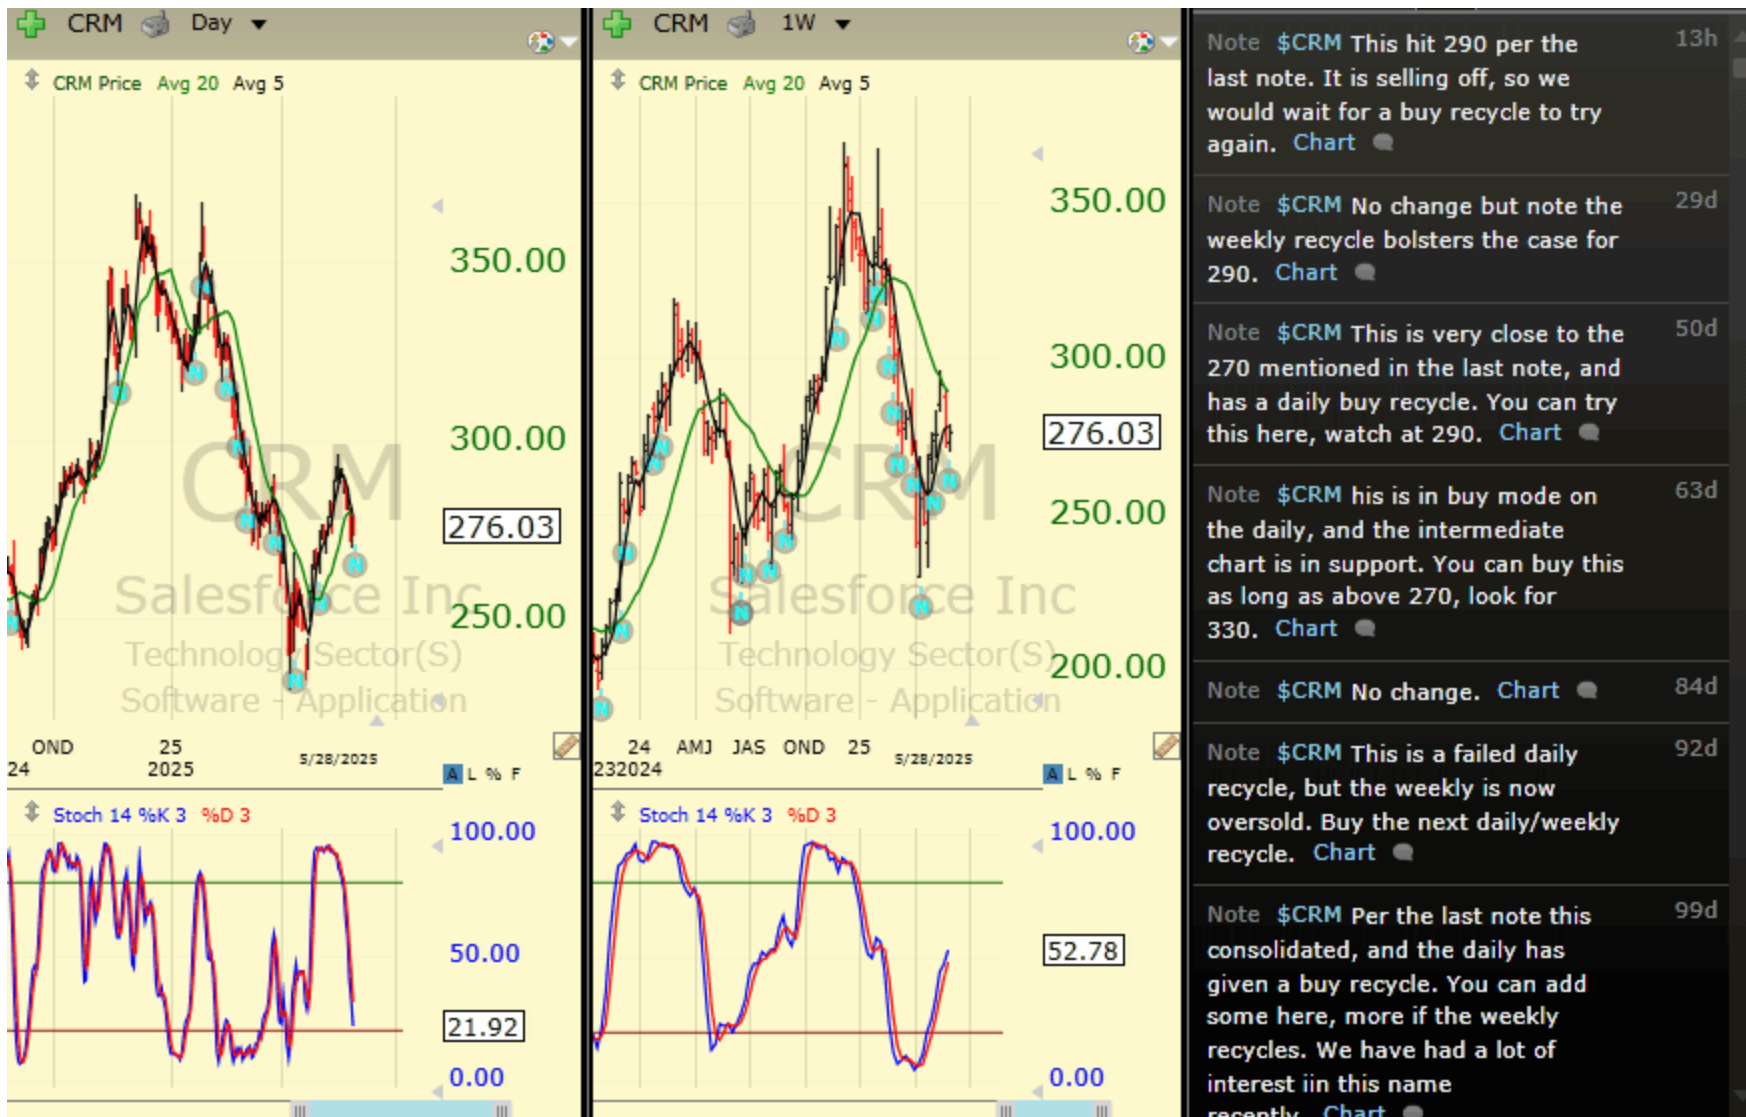 CRM Day
CRM Price Avg 20 Avg 5
350.00
300.00
CRM
276.03
Salesforce Inc
250.00
Technology Sector(S)
Software - Application
OND 25
24 2025 5/28/2025
A L % F
Stoch 14 %K 3 %D 3
100.00
50.00
21.92
0.00
CRM 1W
CRM Price Avg 20 Avg 5
350.00
300.00
276.03
CRM
250.00
Salesforce Inc
Technology Sector(S)
200.00
Software - Application
24 AMJ JAS OND 25
232024 5/28/2025
A L % F
Stoch 14 %K 3 %D 3
100.00
52.78
0.00
Note $CRM This hit 290 per the 13h
last note. It is selling off, so we
would wait for a buy recycle to try
again. Chart
Note $CRM No change but note the 29d
weekly recycle bolsters the case for
290. Chart
Note $CRM This is very close to the 50d
270 mentioned in the last note, and
has a daily buy recycle. You can try
this here, watch at 290. Chart
Note $CRM his is in buy mode on 63d
the daily, and the intermediate
chart is in support. You can buy this
as long as above 270, look for
330. Chart
Note $CRM No change. Chart 84d
Note $CRM This is a failed daily 92d
recycle, but the weekly is now
oversold. Buy the next daily/weekly
recycle. Chart
Note $CRM Per the last note this 99d
consolidated, and the daily has
given a buy recycle. You can add
some here, more if the weekly
recycles. We have had a lot of
interest iin this name
recently. Chart